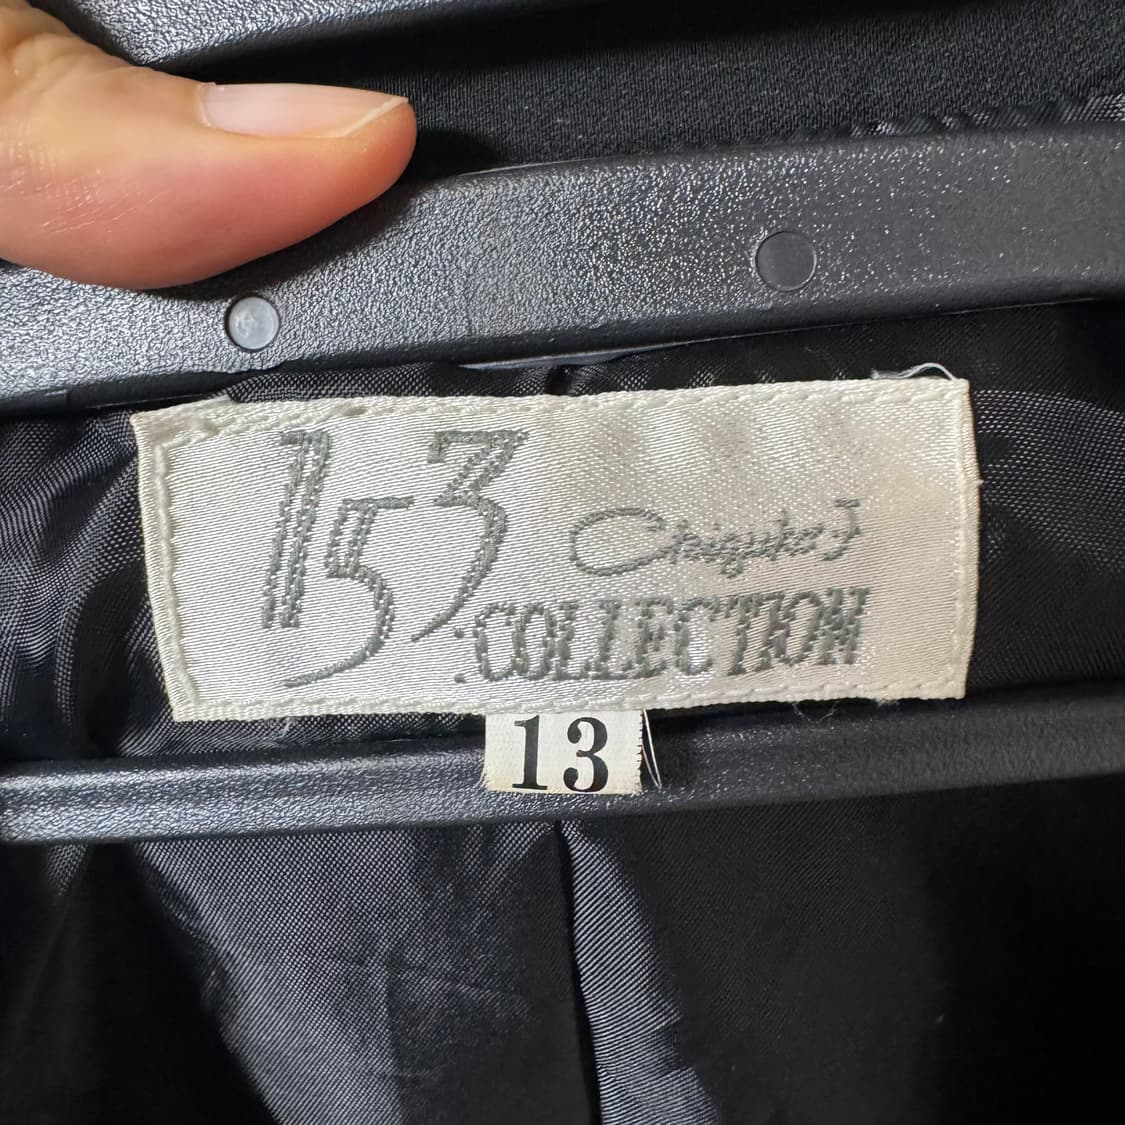 153
Chizuko J
:COLLECTION
13